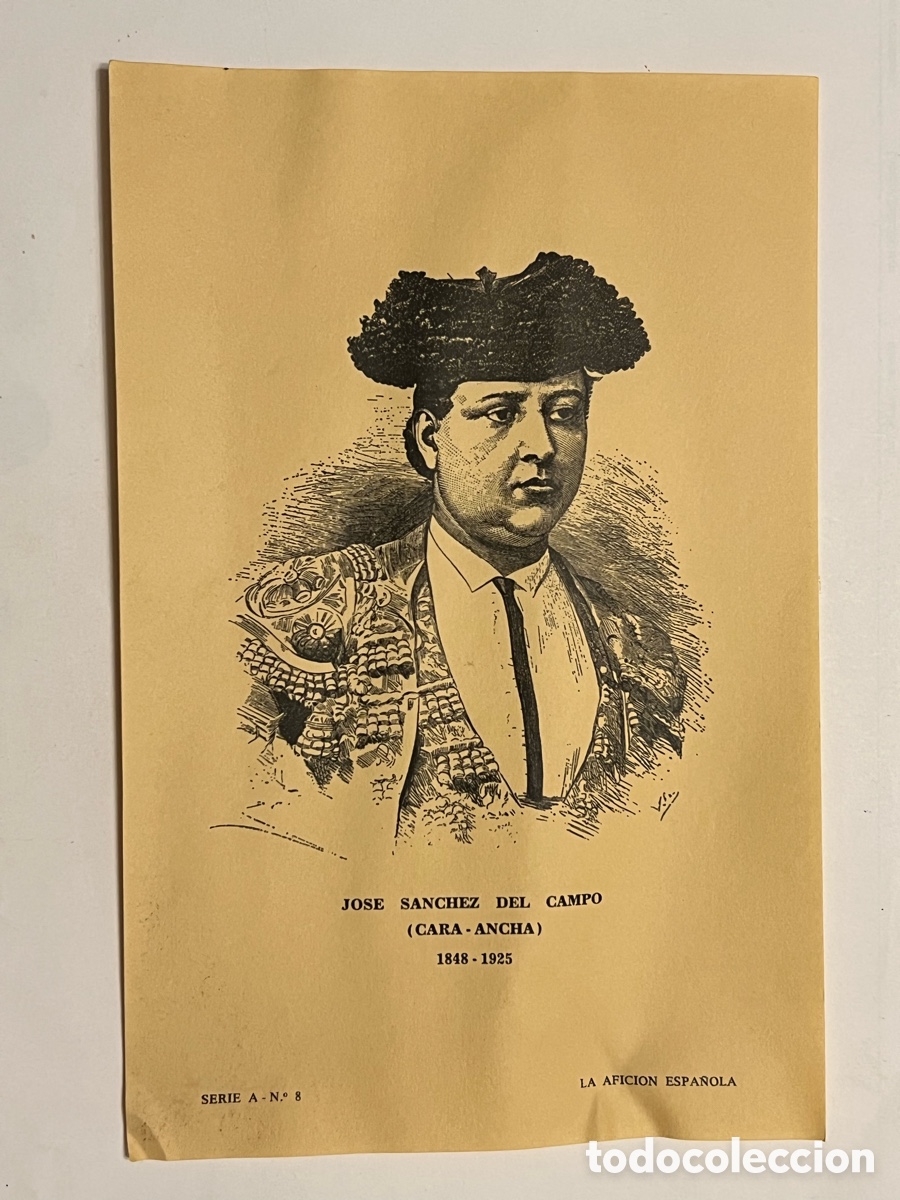 JOSE SANCHEZ DEL CAMPO
(CARA - ANCHA)
1848 - 1925
SERIE A - N.º 8
LA AFICION ESPAÑOLA
todocoleccion